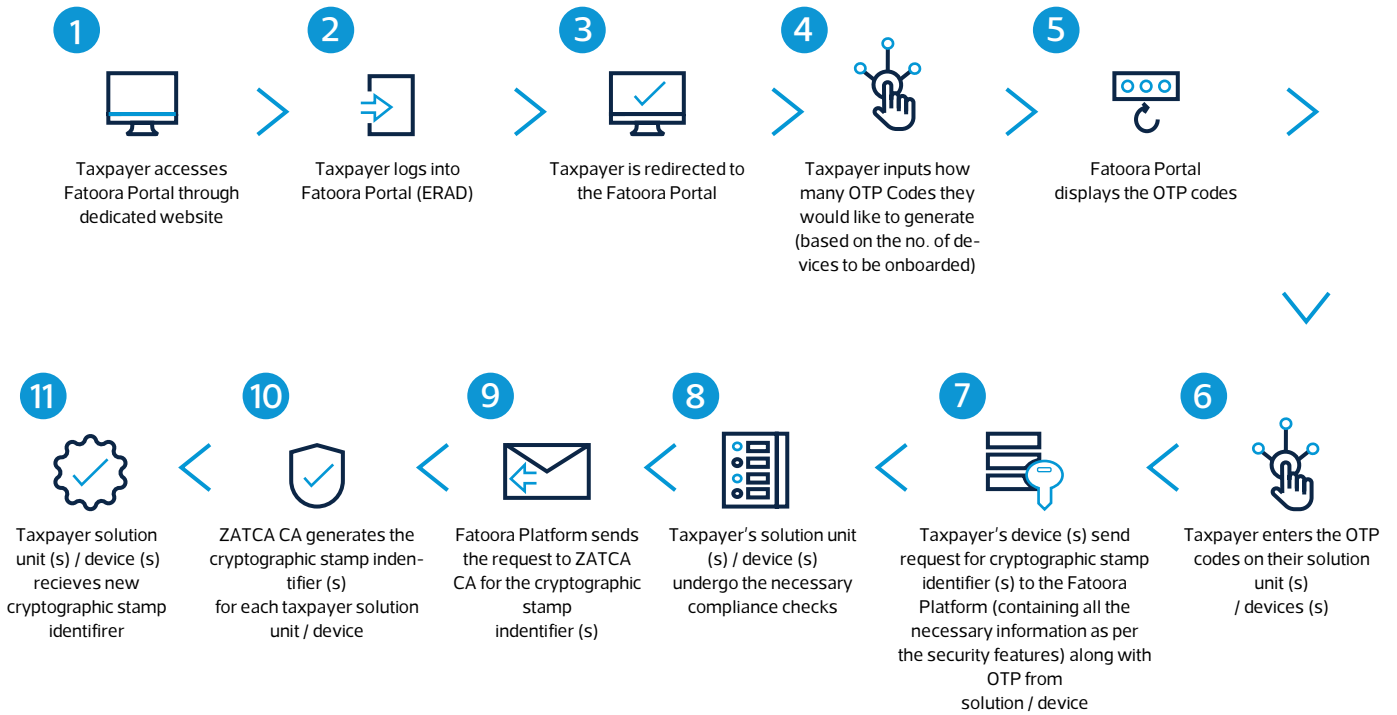 1
Taxpayer accesses
Fatoora Portal through
dedicated website
2
Taxpayer logs into
Fatoora Portal (ERAD)
3
Taxpayer is redirected to
the Fatoora Portal
4
Taxpayer inputs how
many OTP Codes they
would like to generate
(based on the no. of de-
vices to be onboarded)
5
Fatoora Portal
displays the OTP codes
6
Taxpayer enters the OTP
codes on their solution
unit (s)
/ devices (s)
7
Taxpayer's device (s) send
request for cryptographic stamp
identifier (s) to the Fatoora
Platform (containing all the
necessary information as per
the security features) along with
OTP from
solution / device
8
Taxpayer's solution unit
(s) / device (s)
undergo the necessary
compliance checks
9
Fatoora Platform sends
the request to ZATCA
CA for the cryptographic
stamp
indentifier (s)
10
ZATCA CA generates the
cryptographic stamp inden-
tifier (s)
for each taxpayer solution
unit / device
11
Taxpayer solution
unit (s) / device (s)
recieves new
cryptographic stamp
identifirer